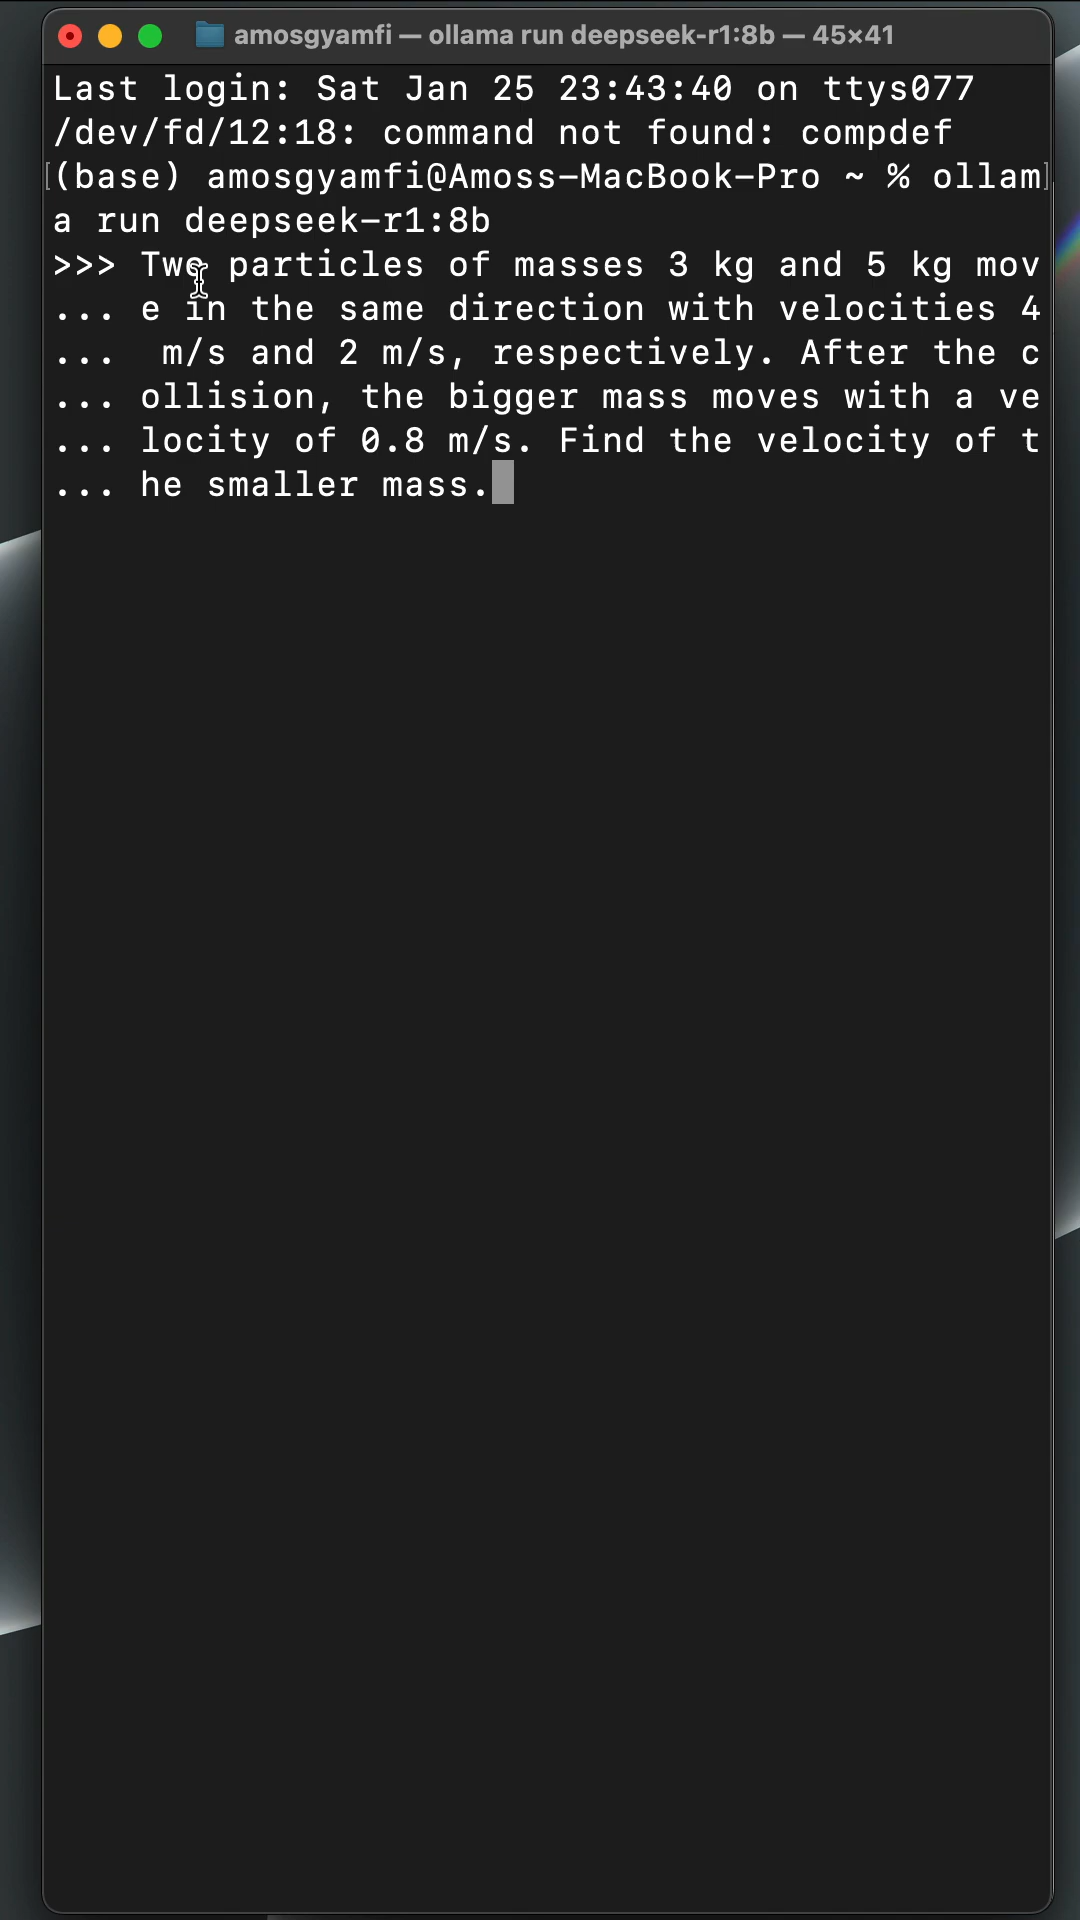 amosgyamfi — ollama run deepseek-r1:8b — 45×41
Last login: Sat Jan 25 23:43:40 on ttys077
/dev/fd/12:18: command not found: compdef
[(base) amosgyamfi@Amoss-MacBook-Pro ~ % ollam]
a run deepseek-r1:8b
>>> Two particles of masses 3 kg and 5 kg mov
... e in the same direction with velocities 4
...  m/s and 2 m/s, respectively. After the c
... ollision, the bigger mass moves with a ve
... locity of 0.8 m/s. Find the velocity of t
... he smaller mass.